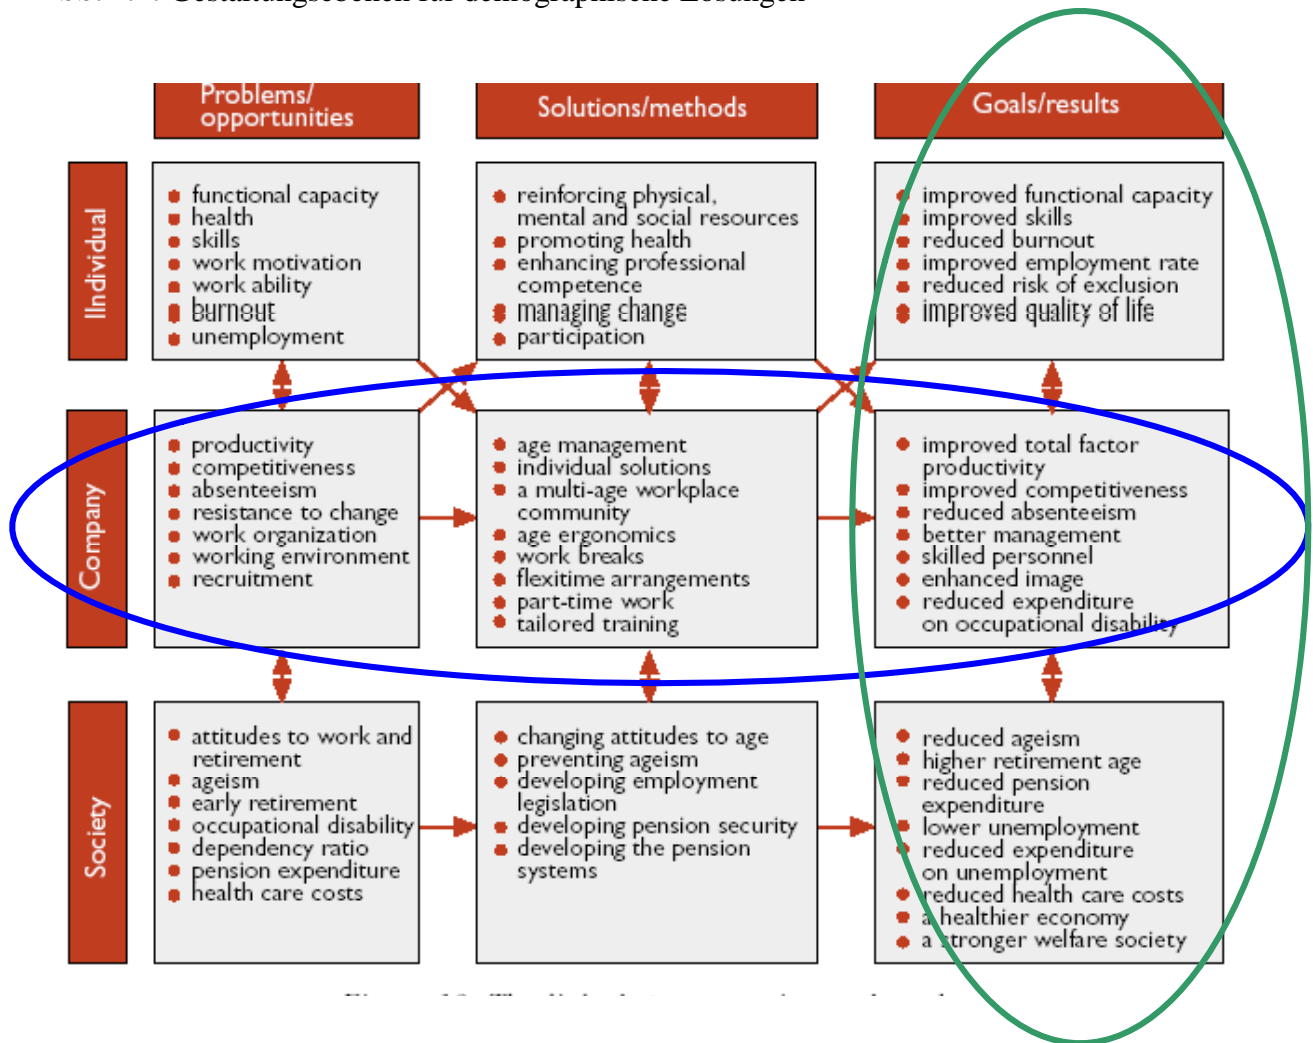 Gestaltungsebenen für demographische Lösungen
Problems/
opportunities
Solutions/methods
Goals/results
IIndividual
functional capacity
health
skills
work motivation
work ability
burnout
unemployment
reinforcing physical,
mental and social resources
promoting health
enhancing professional
competence
managing change
participation
improved functional capacity
improved skills
reduced burnout
improved employment rate
reduced risk of exclusion
improved quality of life
Company
productivity
competitiveness
absenteeism
resistance to change
work organization
working environment
recruitment
age management
individual solutions
a multi-age workplace
community
age ergonomics
work breaks
flexitime arrangements
part-time work
tailored training
improved total factor
productivity
improved competitiveness
reduced absenteeism
better management
skilled personnel
enhanced image
reduced expenditure
on occupational disability
Society
attitudes to work and
retirement
ageism
early retirement
occupational disability
dependency ratio
pension expenditure
health care costs
changing attitudes to age
preventing ageism
developing employment
legislation
developing pension security
developing the pension
systems
reduced ageism
higher retirement age
reduced pension
expenditure
lower unemployment
reduced expenditure
on unemployment
reduced health care costs
a healthier economy
a stronger welfare society